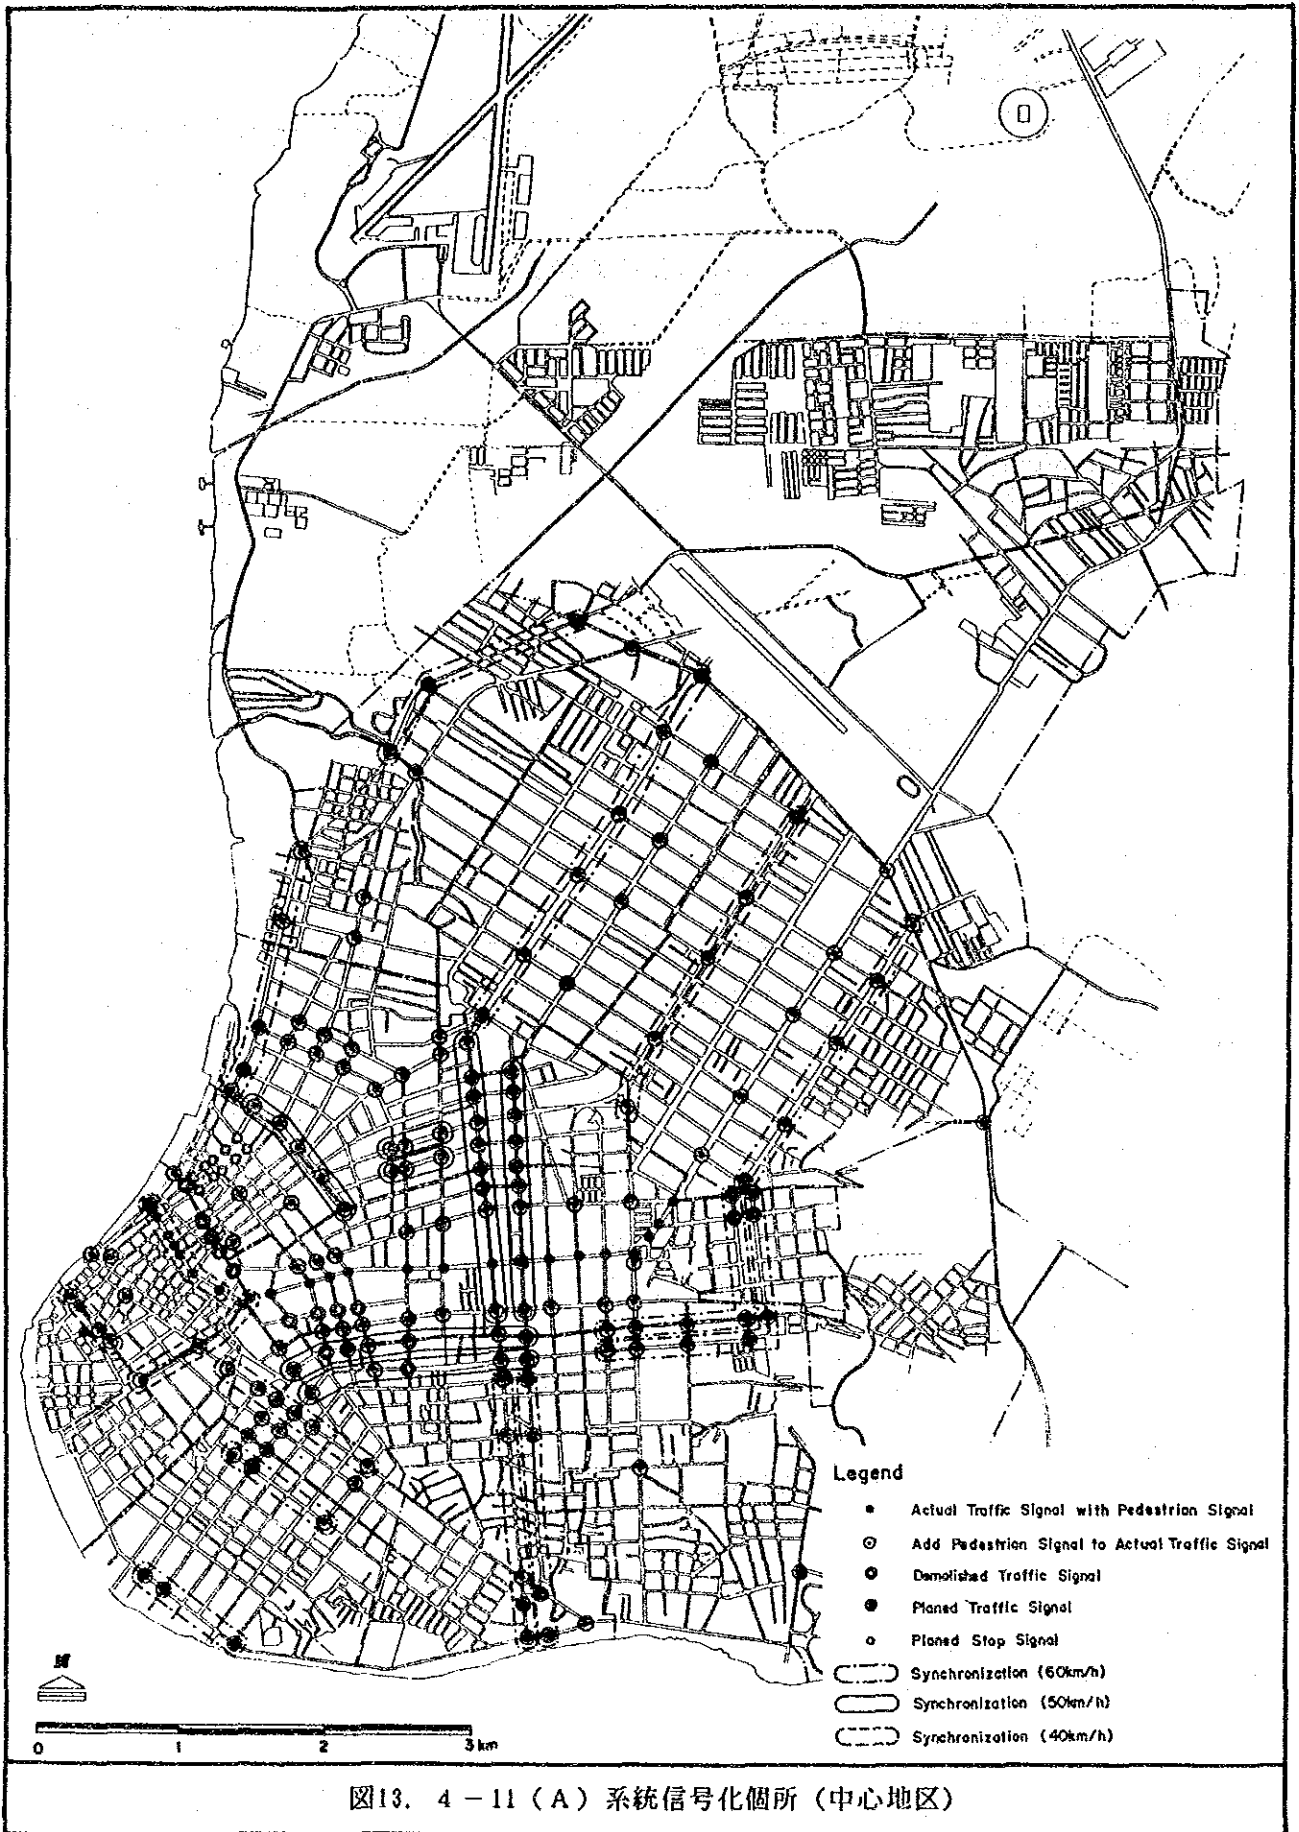 N
0 1 2 3 km
Legend
Actual Traffic Signal with Pedestrian Signal
Add Pedestrian Signal to Actual Traffic Signal
Demolished Traffic Signal
Planed Traffic Signal
Planed Stop Signal
Synchronization (60km/h)
Synchronization (50km/h)
Synchronization (40km/h)
図13. 4-11(A) 系統信号化個所(中心地区)